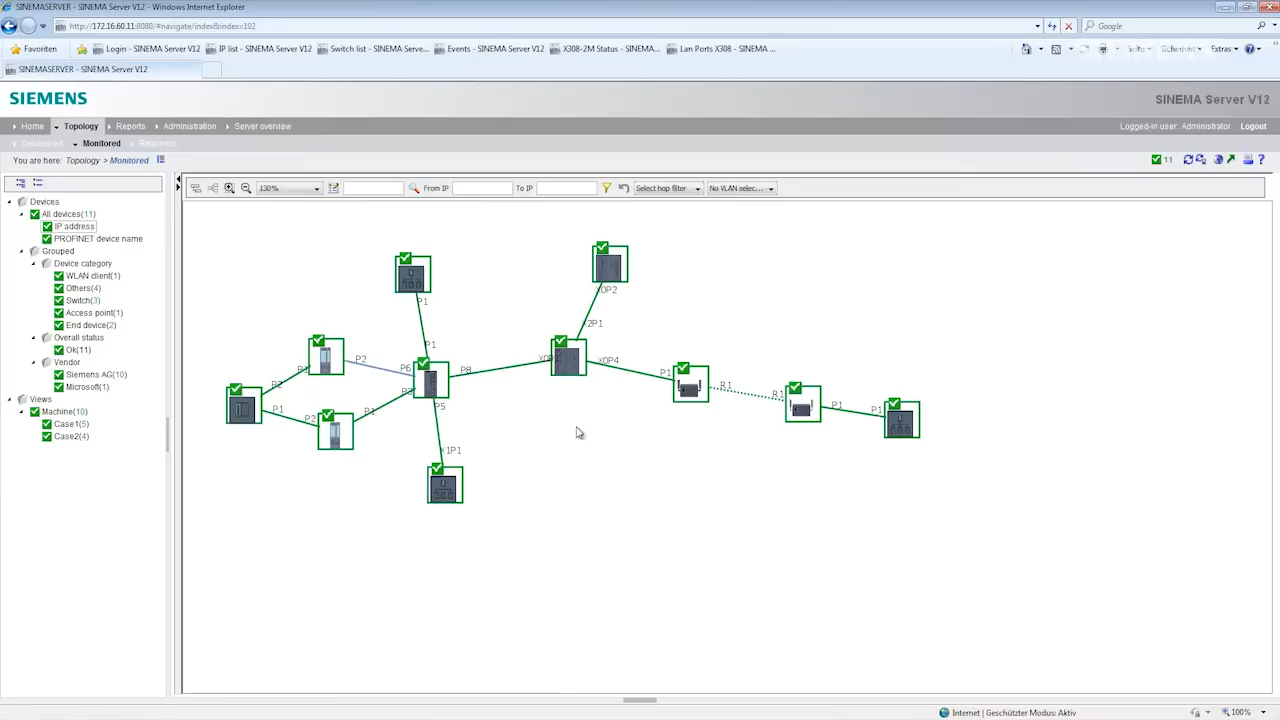 SINEMASERVER - SINEMA Server V12 - Windows Internet Explorer
http://172.16.60.11:8080/#navigate/index&index=102
Google
Favoriten
Login - SINEMA Server V12
IP list - SINEMA Server V12
Switch list - SINEMA Serve...
Events - SINEMA Server V12
X308-2M Status - SINEMA...
Lan Ports X308 - SINEMA ...
Seite
Sicherheit
Extras
SINEMASERVER - SINEMA Server V12
SIEMENS
SINEMA Server V12
Home
Topology
Reports
Administration
Server overview
Logged-in user: Administrator
Logout
Discovered
Monitored
Reference
You are here: Topology > Monitored
11
130%
From IP
To IP
Select hop filter
No VLAN selec...
Devices
All devices(11)
IP address
PROFINET device name
Grouped
Device category
WLAN client(1)
Others(4)
Switch(3)
Access point(1)
End device(2)
Overall status
Ok(11)
Vendor
Siemens AG(10)
Microsoft(1)
Views
Machine(10)
Case1(5)
Case2(4)
X0P2
P1
X2P1
P1
P2
P6
P8
X0P4
P1
R1
R1
P2
P1
P1
P2
P1
P5
P1
P1
X1P1
Internet | Geschützter Modus: Aktiv
100%